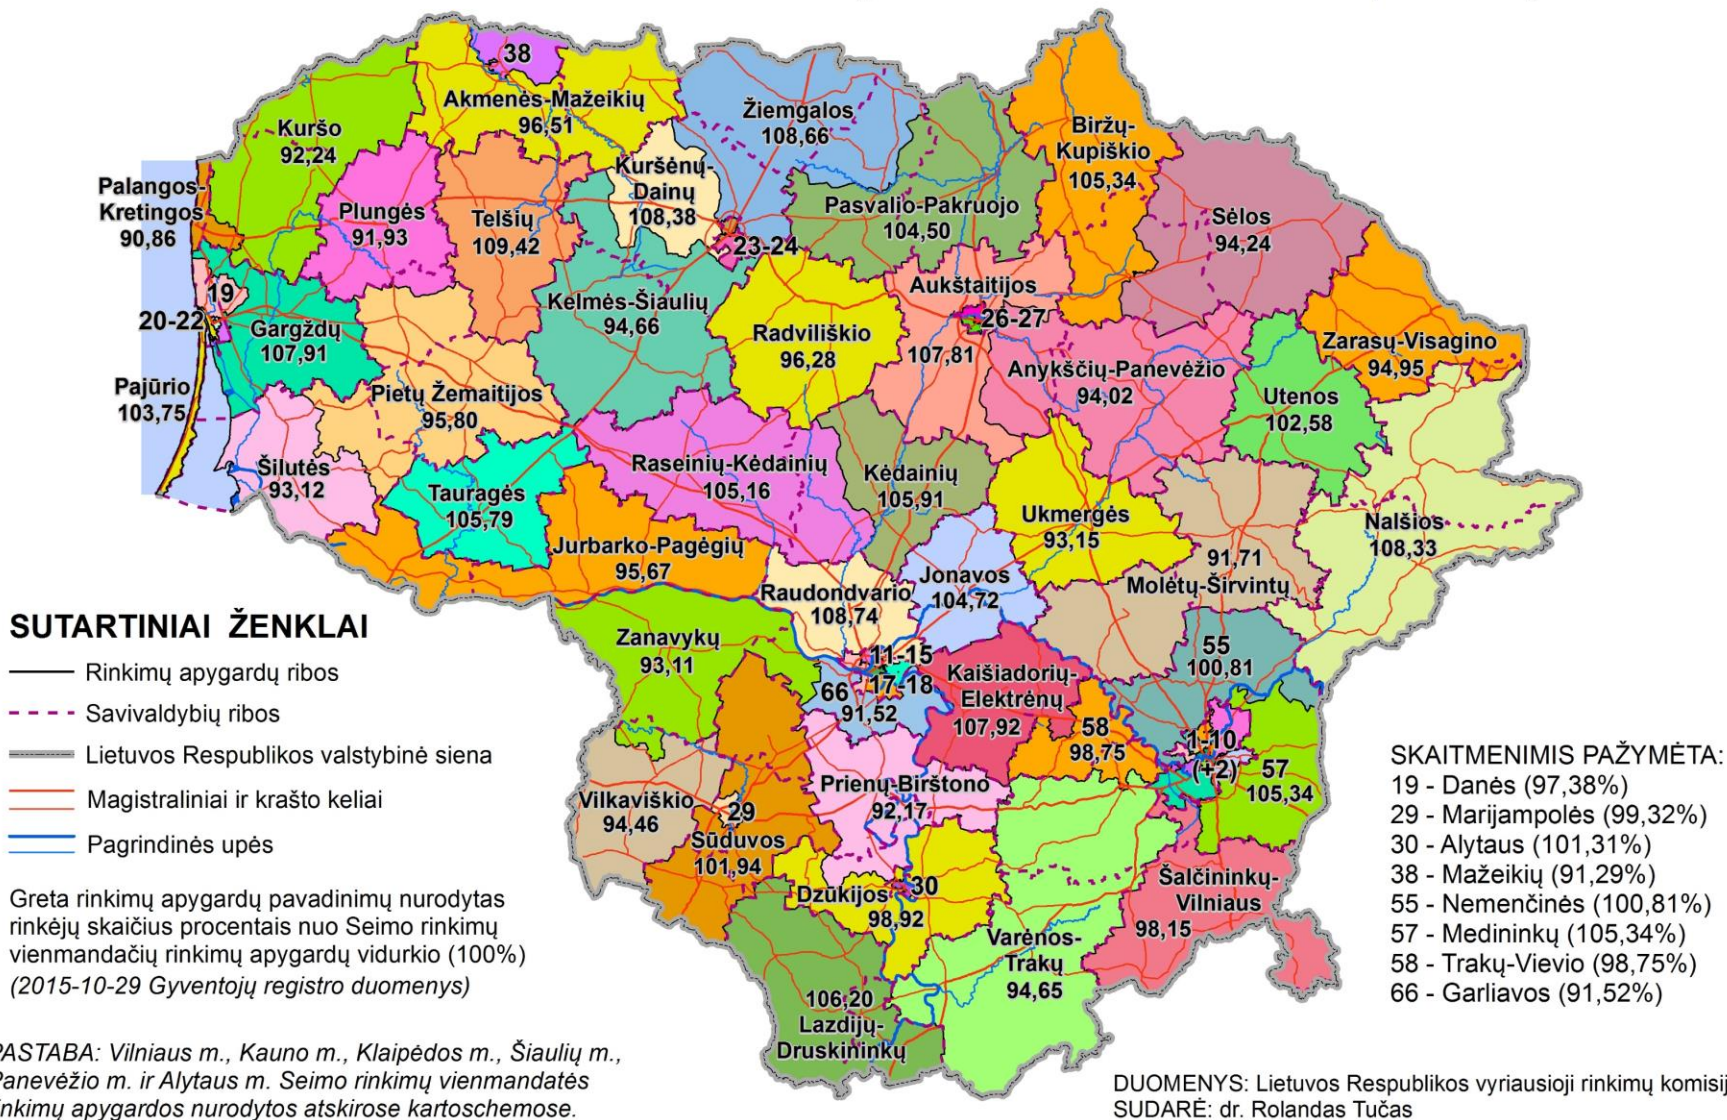 38
Akmenės-Mažeikių
96,51
Kuršo
92,24
Žiemgalos
108,66
Biržų-
Kupiškio
105,34
Kuršėnų-
Dainų
108,38
Palangos-
Kretingos
90,86
Plungės
91,93
Telšių
109,42
Pasvalio-Pakruojo
104,50
Sėlos
94,24
23-24
19
20-22
Gargždų
107,91
Kelmės-Šiaulių
94,66
Radviliškio
96,28
Aukštaitijos
107,81
26-27
Anykščių-Panevėžio
94,02
Zarasų-Visagino
94,95
Utenos
102,58
Pajūrio
103,75
Pietų Žemaitijos
95,80
Šilutės
93,12
Tauragės
105,79
Raseinių-Kėdainių
105,16
Kėdainių
105,91
Ukmergės
93,15
Nalšios
108,33
Jurbarko-Pagėgių
95,67
Raudondvario
108,74
Jonavos
104,72
91,71
Molėtų-Širvintų
Zanavykų
93,11
11-15
17-18
66
91,52
Kaišiadorių-
Elektrėnų
107,92
55
100,81
58
98,75
1-10
(+2)
57
105,34
Vilkaviškio
94,46
29
Sūduvos
101,94
Prienų-Birštono
92,17
Dzūkijos
98,92
30
Šalčininkų-
Vilniaus
98,15
Varėnos-
Trakų
94,65
106,20
Lazdijų-
Druskininkų
SUTARTINIAI ŽENKLAI
Rinkimų apygardų ribos
Savivaldybių ribos
Lietuvos Respublikos valstybinė siena
Magistraliniai ir krašto keliai
Pagrindinės upės
Greta rinkimų apygardų pavadinimų nurodytas
rinkėjų skaičius procentais nuo Seimo rinkimų
vienmandačių rinkimų apygardų vidurkio (100%)
(2015-10-29 Gyventojų registro duomenys)
PASTABA: Vilniaus m., Kauno m., Klaipėdos m., Šiaulių m.,
Panevėžio m. ir Alytaus m. Seimo rinkimų vienmandatės
rinkimų apygardos nurodytos atskirose kartoschemose.
SKAITMENIMIS PAŽYMĖTA:
19 - Danės (97,38%)
29 - Marijampolės (99,32%)
30 - Alytaus (101,31%)
38 - Mažeikių (91,29%)
55 - Nemenčinės (100,81%)
57 - Medininkų (105,34%)
58 - Trakų-Vievio (98,75%)
66 - Garliavos (91,52%)
DUOMENYS: Lietuvos Respublikos vyriausioji rinkimų komisij
SUDARĖ: dr. Rolandas Tučas